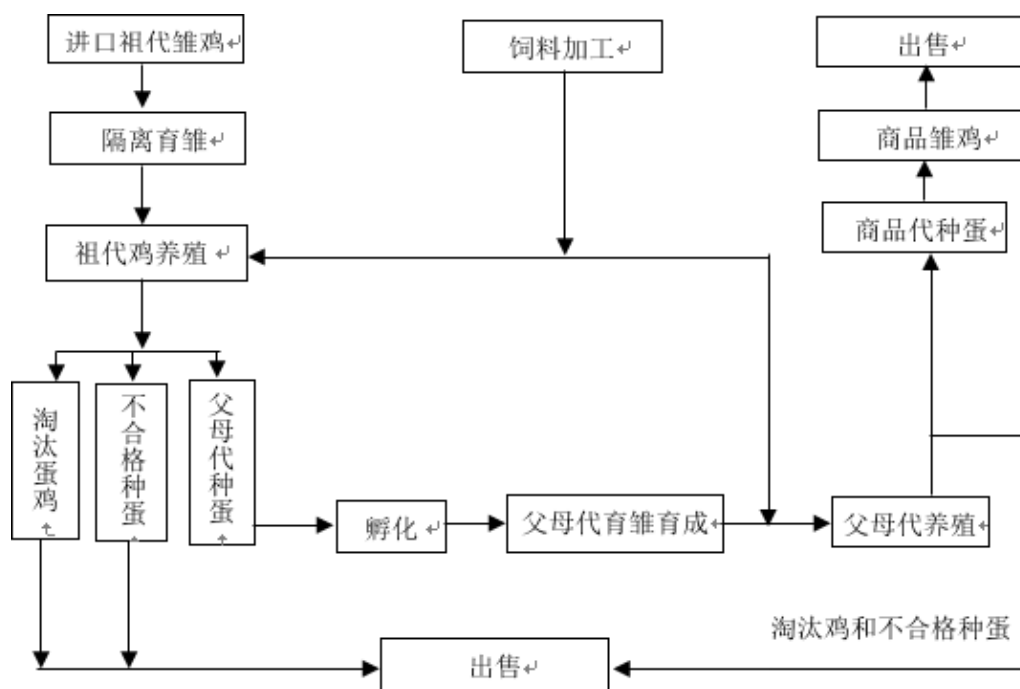 进口祖代雏鸡
饲料加工
出售
隔离育雏
商品雏鸡
商品代种蛋
祖代鸡养殖
淘汰蛋鸡
不合格种蛋
父母代种蛋
孵化
父母代育雏育成
父母代养殖
淘汰鸡和不合格种蛋
出售